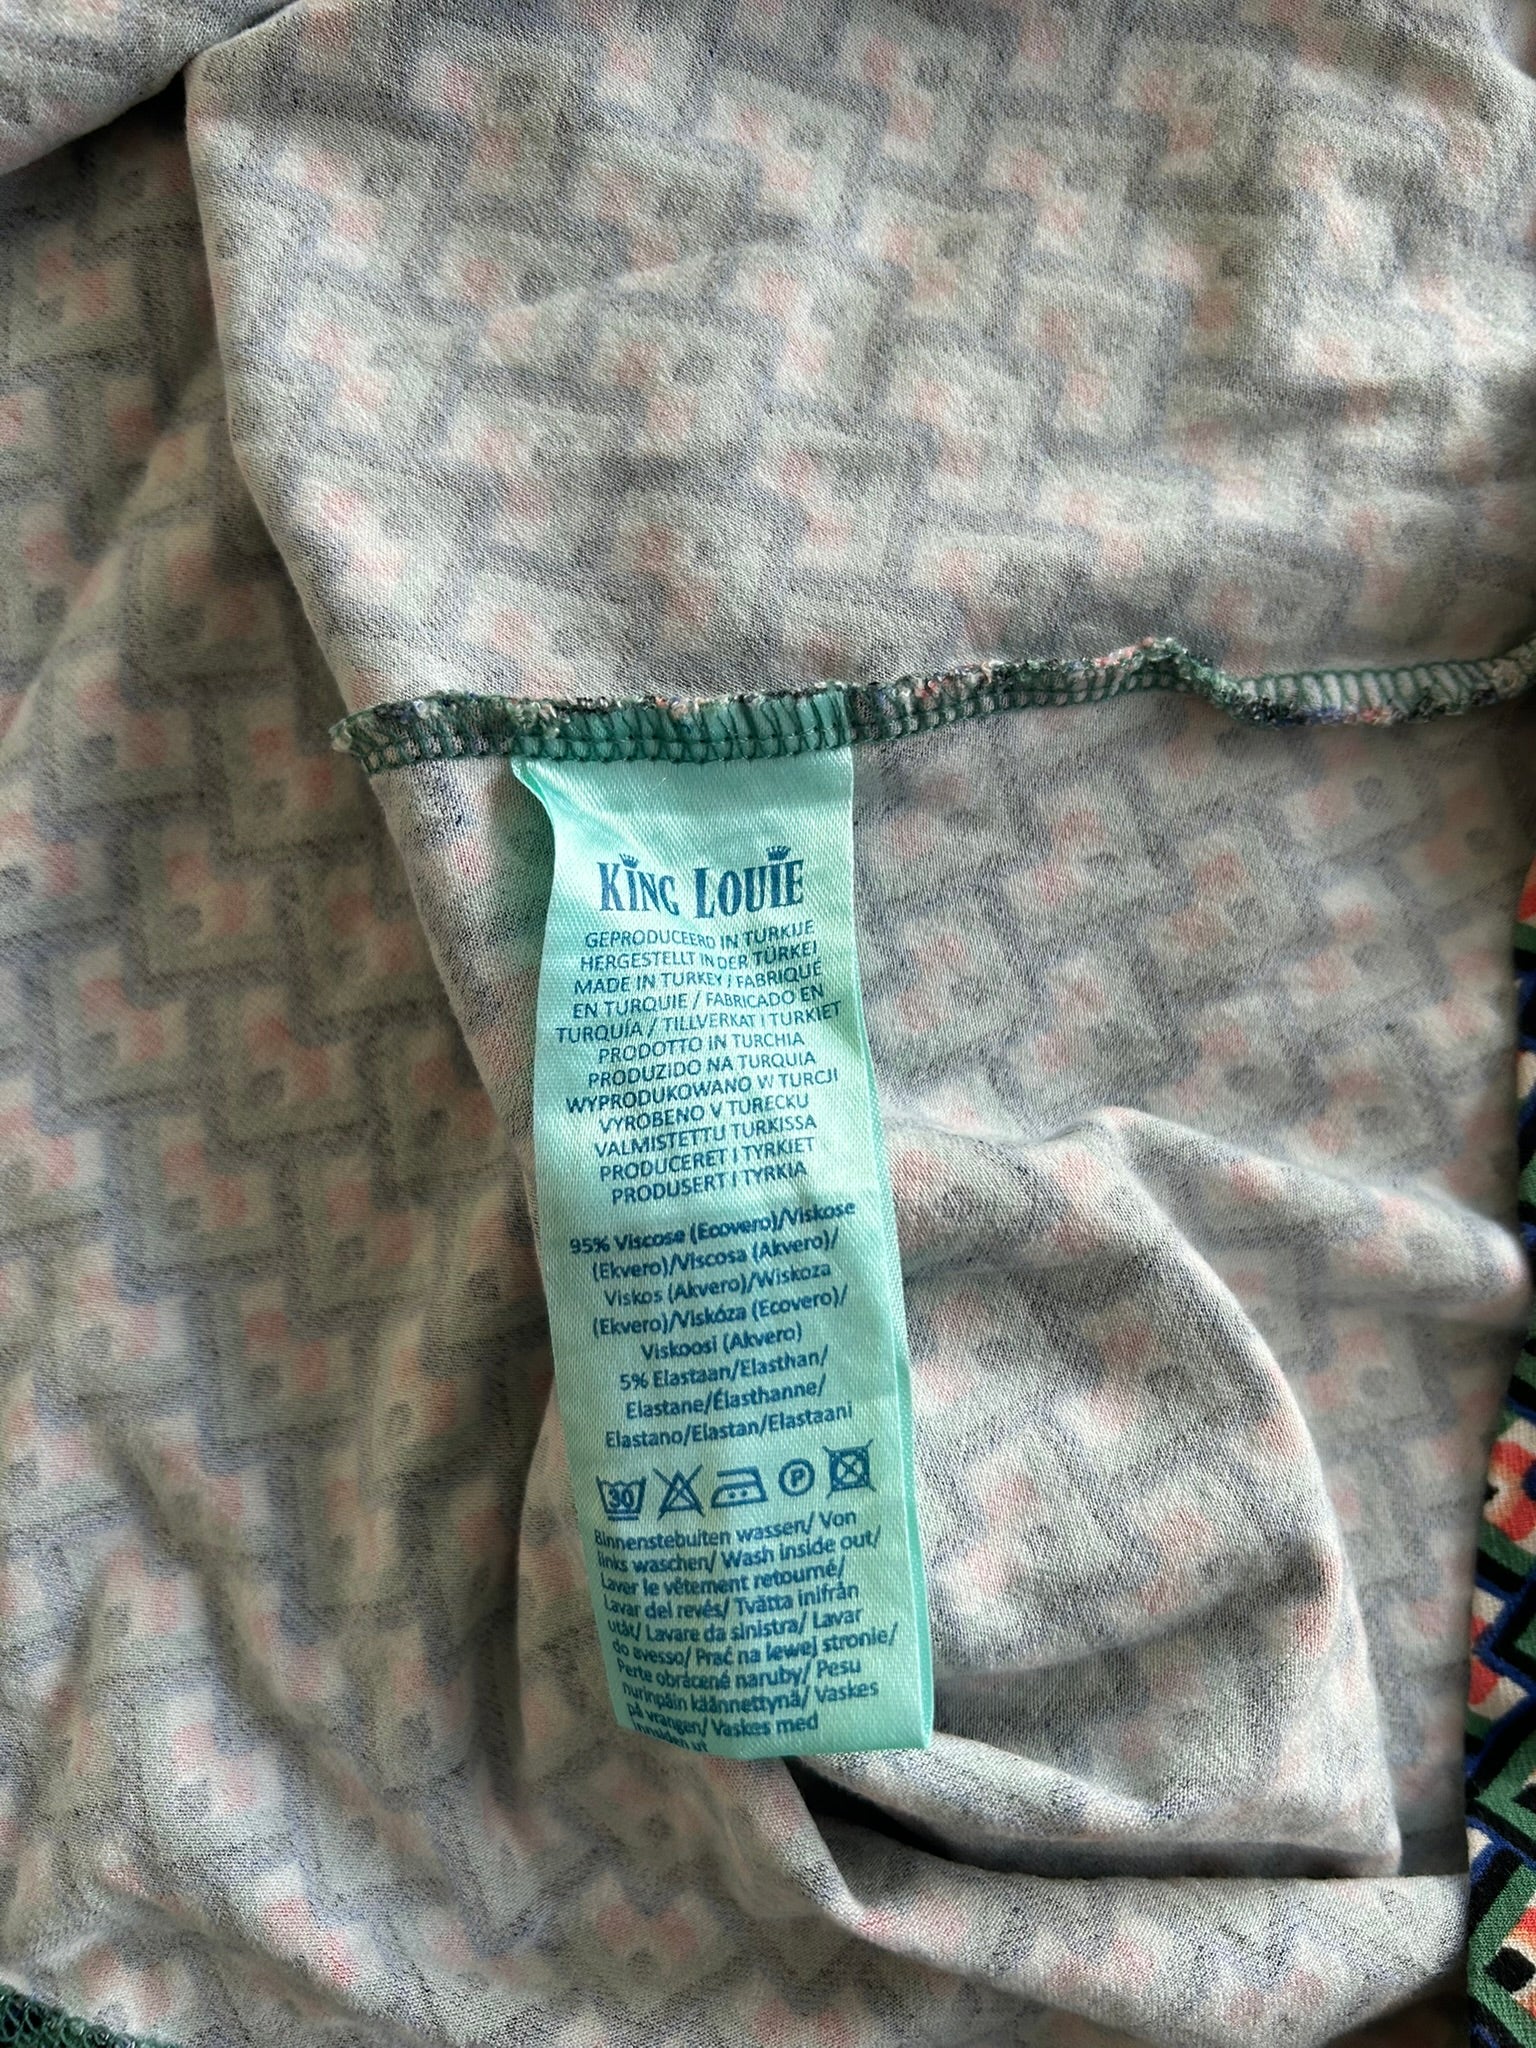 KING LOUIE
GEPRODUCEERD IN TURKIJE
HERGESTELLT IN DER TÜRKEI
MADE IN TURKEY / FABRIQUÉ
EN TURQUIE / FABRICADO EN
TURQUÍA / TILLVERKAT I TURKIET
PRODOTTO IN TURCHIA
PRODUZIDO NA TURQUIA
WYPRODUKOWANO W TURCJI
VYROBENO V TURECKU
VALMISTETTU TURKISSA
PRODUCERET I TYRKIET
PRODUSERT I TYRKIA
95% Viscose (Ecovero)/Viskose
(Ekvero)/Viscosa (Akvero)/
Viskos (Akvero)/Wiskoza
(Ekvero)/Viskóza (Ecovero)/
Viskoosi (Akvero)
5% Elastaan/Elasthan/
Elastane/Élasthanne/
Elastano/Elastan/Elastaani
30 P
Binnenstebuiten wassen/ Von
links waschen/ Wash inside out/
Laver le vêtement retourné/
Lavar del revés/ Tvätta inifrån
utåt/ Lavare da sinistra/ Lavar
do avesso/ Prać na lewej stronie/
Perte obrácené naruby/ Pesu
nurinpäin käännettynä/ Vaskes
på vrangen/ Vaskes med
innsiden ut